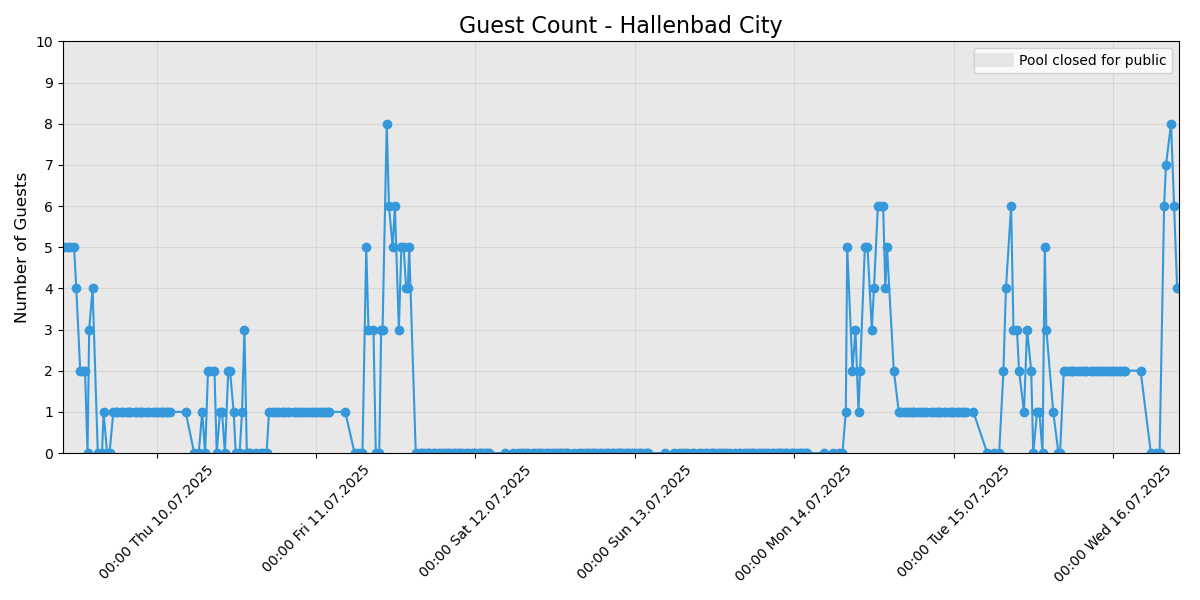 Guest Count - Hallenbad City
Pool closed for public
Number of Guests
10
9
8
7
6
5
4
3
2
1
0
00:00 Thu 10.07.2025
00:00 Fri 11.07.2025
00:00 Sat 12.07.2025
00:00 Sun 13.07.2025
00:00 Mon 14.07.2025
00:00 Tue 15.07.2025
00:00 Wed 16.07.2025